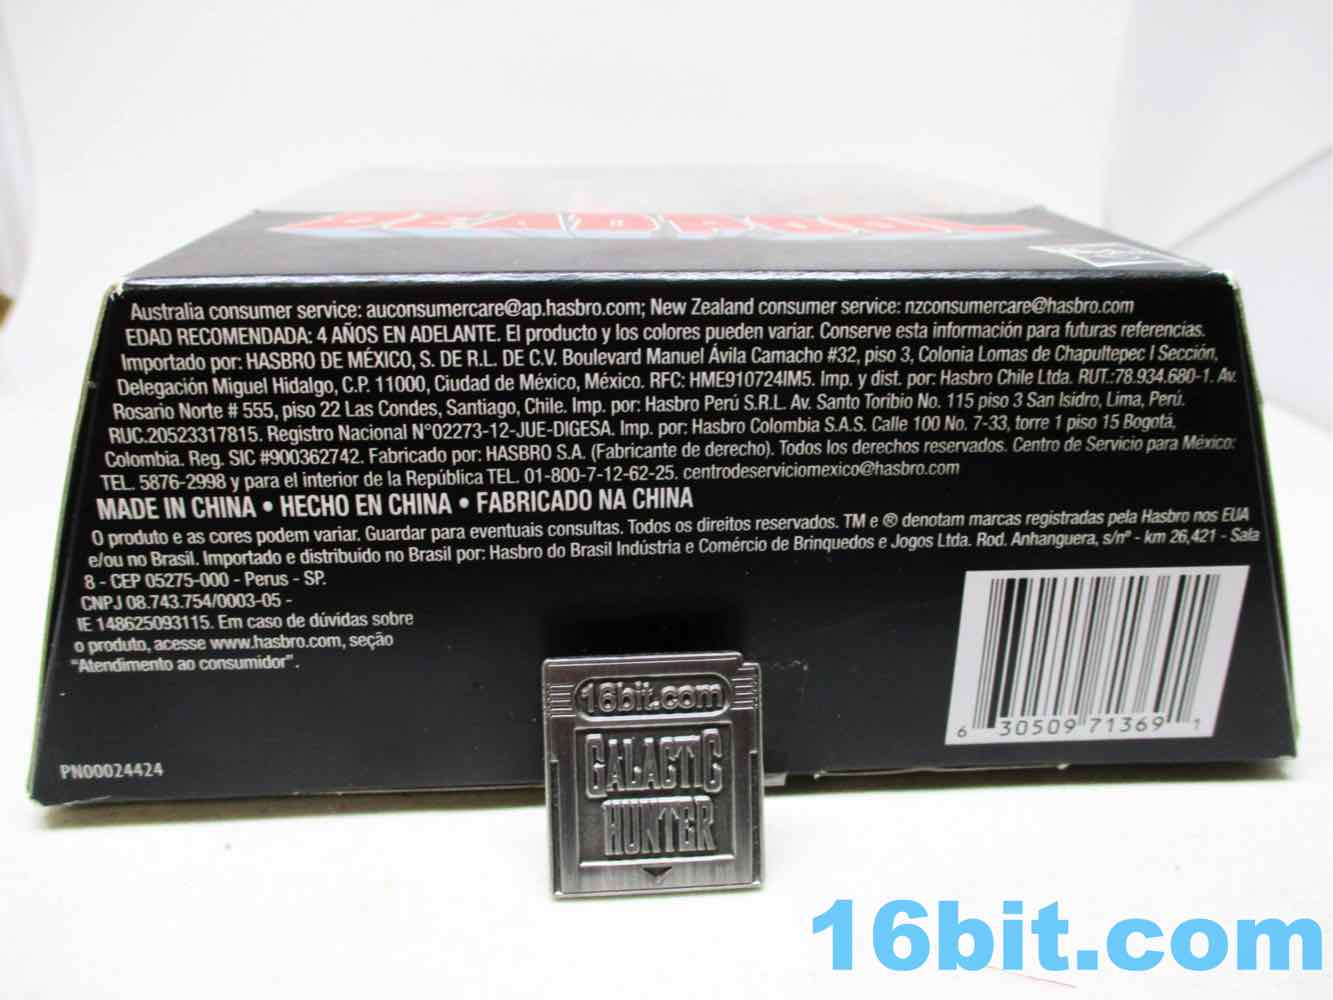 DEADPOOL
Australia consumer service: auconsumercare@ap.hasbro.com; New Zealand consumer service: nzconsumercare@hasbro.com
EDAD RECOMENDADA: 4 AÑOS EN ADELANTE. El producto y los colores pueden variar. Conserve esta información para futuras referencias.
Importado por: HASBRO DE MÉXICO, S. DE R.L. DE C.V. Boulevard Manuel Ávila Camacho #32, piso 3, Colonia Lomas de Chapultepec I Sección,
Delegación Miguel Hidalgo, C.P. 11000, Ciudad de México, México. RFC: HME910724IM5. Imp. y dist. por: Hasbro Chile Ltda. RUT.:78.934.680-1. Av.
Rosario Norte # 555, piso 22 Las Condes, Santiago, Chile. Imp. por: Hasbro Perú S.R.L. Av. Santo Toribio No. 115 piso 3 San Isidro, Lima, Perú.
RUC.20523317815. Registro Nacional N°02273-12-JUE-DIGESA. Imp. por: Hasbro Colombia S.A.S. Calle 100 No. 7-33, torre 1 piso 15 Bogotá,
Colombia. Reg. SIC #900362742. Fabricado por: HASBRO S.A. (Fabricante de derecho). Todos los derechos reservados. Centro de Servicio para México:
TEL. 5876-2998 y para el interior de la República TEL. 01-800-7-12-62-25. centrodeserviciomexico@hasbro.com
MADE IN CHINA • HECHO EN CHINA • FABRICADO NA CHINA
O produto e as cores podem variar. Guardar para eventuais consultas. Todos os direitos reservados. TM e ® denotam marcas registradas pela Hasbro nos EUA
e/ou no Brasil. Importado e distribuído no Brasil por: Hasbro do Brasil Indústria e Comércio de Brinquedos e Jogos Ltda. Rod. Anhanguera, s/nº - km 26,421 - Sala
8 - CEP 05275-000 - Perus - SP.
CNPJ 08.743.754/0003-05 -
IE 148625093115. Em caso de dúvidas sobre
o produto, acesse www.hasbro.com, seção
"Atendimento ao consumidor".
6 30509 71369 1
PN00024424
16bit.com
GALACTIC
HUNTER
16bit.com